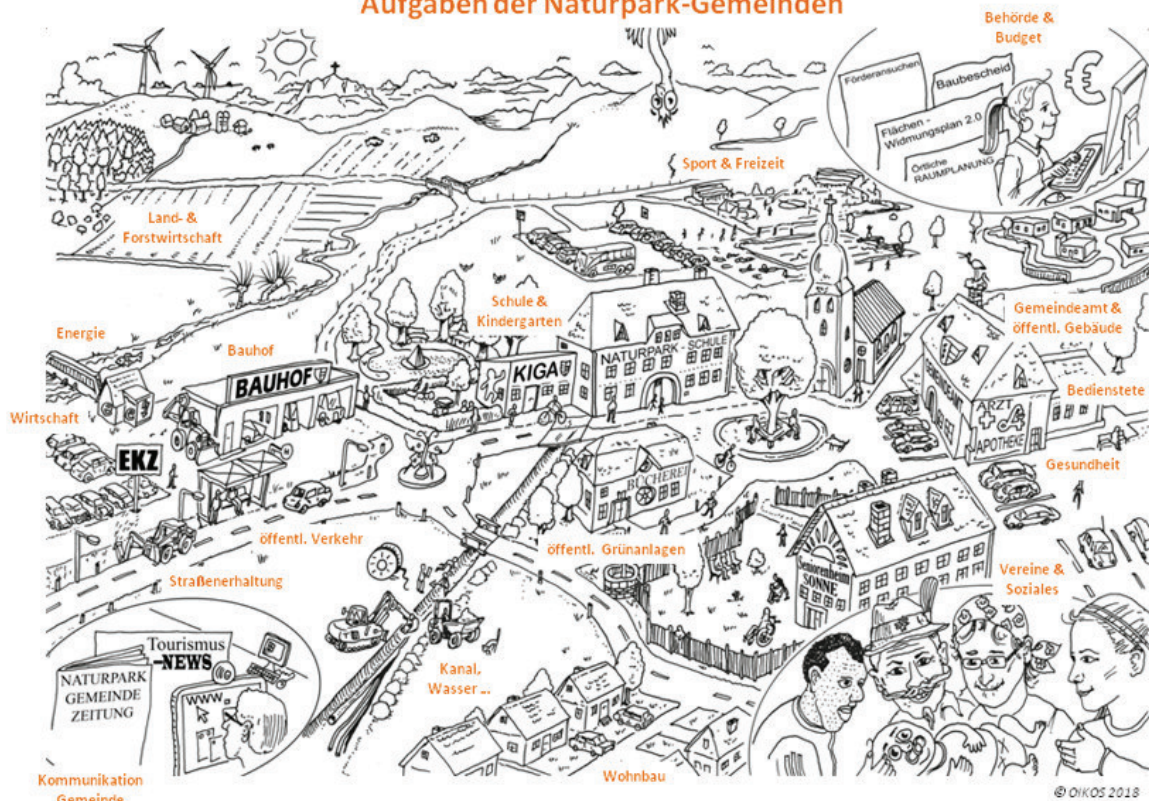 Aufgaben der Naturpark-Gemeinden
Behörde &
Budget
Förderansuchen
Baubescheid
€
Flächen -
Widmungsplan 2.0
Örtliche
RAUMPLANUNG
Sport & Freizeit
Land- &
Forstwirtschaft
Schule &
Kindergarten
Gemeindeamt &
öffentl. Gebäude
Energie
Bauhof
BAUHOF
KIGA
NATURPARK - SCHULE
GEMEINDEAMT
ARZT
APOTHEKE
Bedienstete
Wirtschaft
EKZ
H
BÜCHEREI
Gesundheit
öffentl. Verkehr
öffentl. Grünanlagen
Seniorenheim
SONNE
Straßenerhaltung
Vereine &
Soziales
Tourismus
-NEWS
NATURPARK
GEMEINDE
ZEITUNG
www.
Kanal,
Wasser ...
Wohnbau
Kommunikation
Gemeinde
© OIKOS 2018